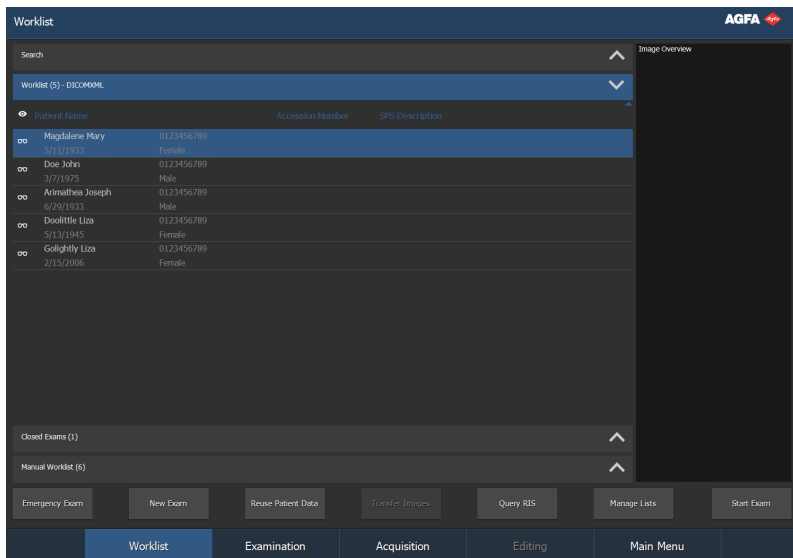 Worklist
AGFA
Search
Image Overview
Worklist (5) - DICOMXML
Patient Name Accession Number SPS Description
Magdalene Mary 0123456789
5/11/1933 Female
Doe John 0123456789
3/7/1975 Male
Arimathea Joseph 0123456789
6/29/1933 Male
Doolittle Liza 0123456789
5/13/1945 Female
Golightly Liza 0123456789
2/15/2006 Female
Closed Exams (1)
Manual Worklist (6)
Emergency Exam New Exam Reuse Patient Data Transfer Images Query RIS Manage Lists Start Exam
Worklist Examination Acquisition Editing Main Menu